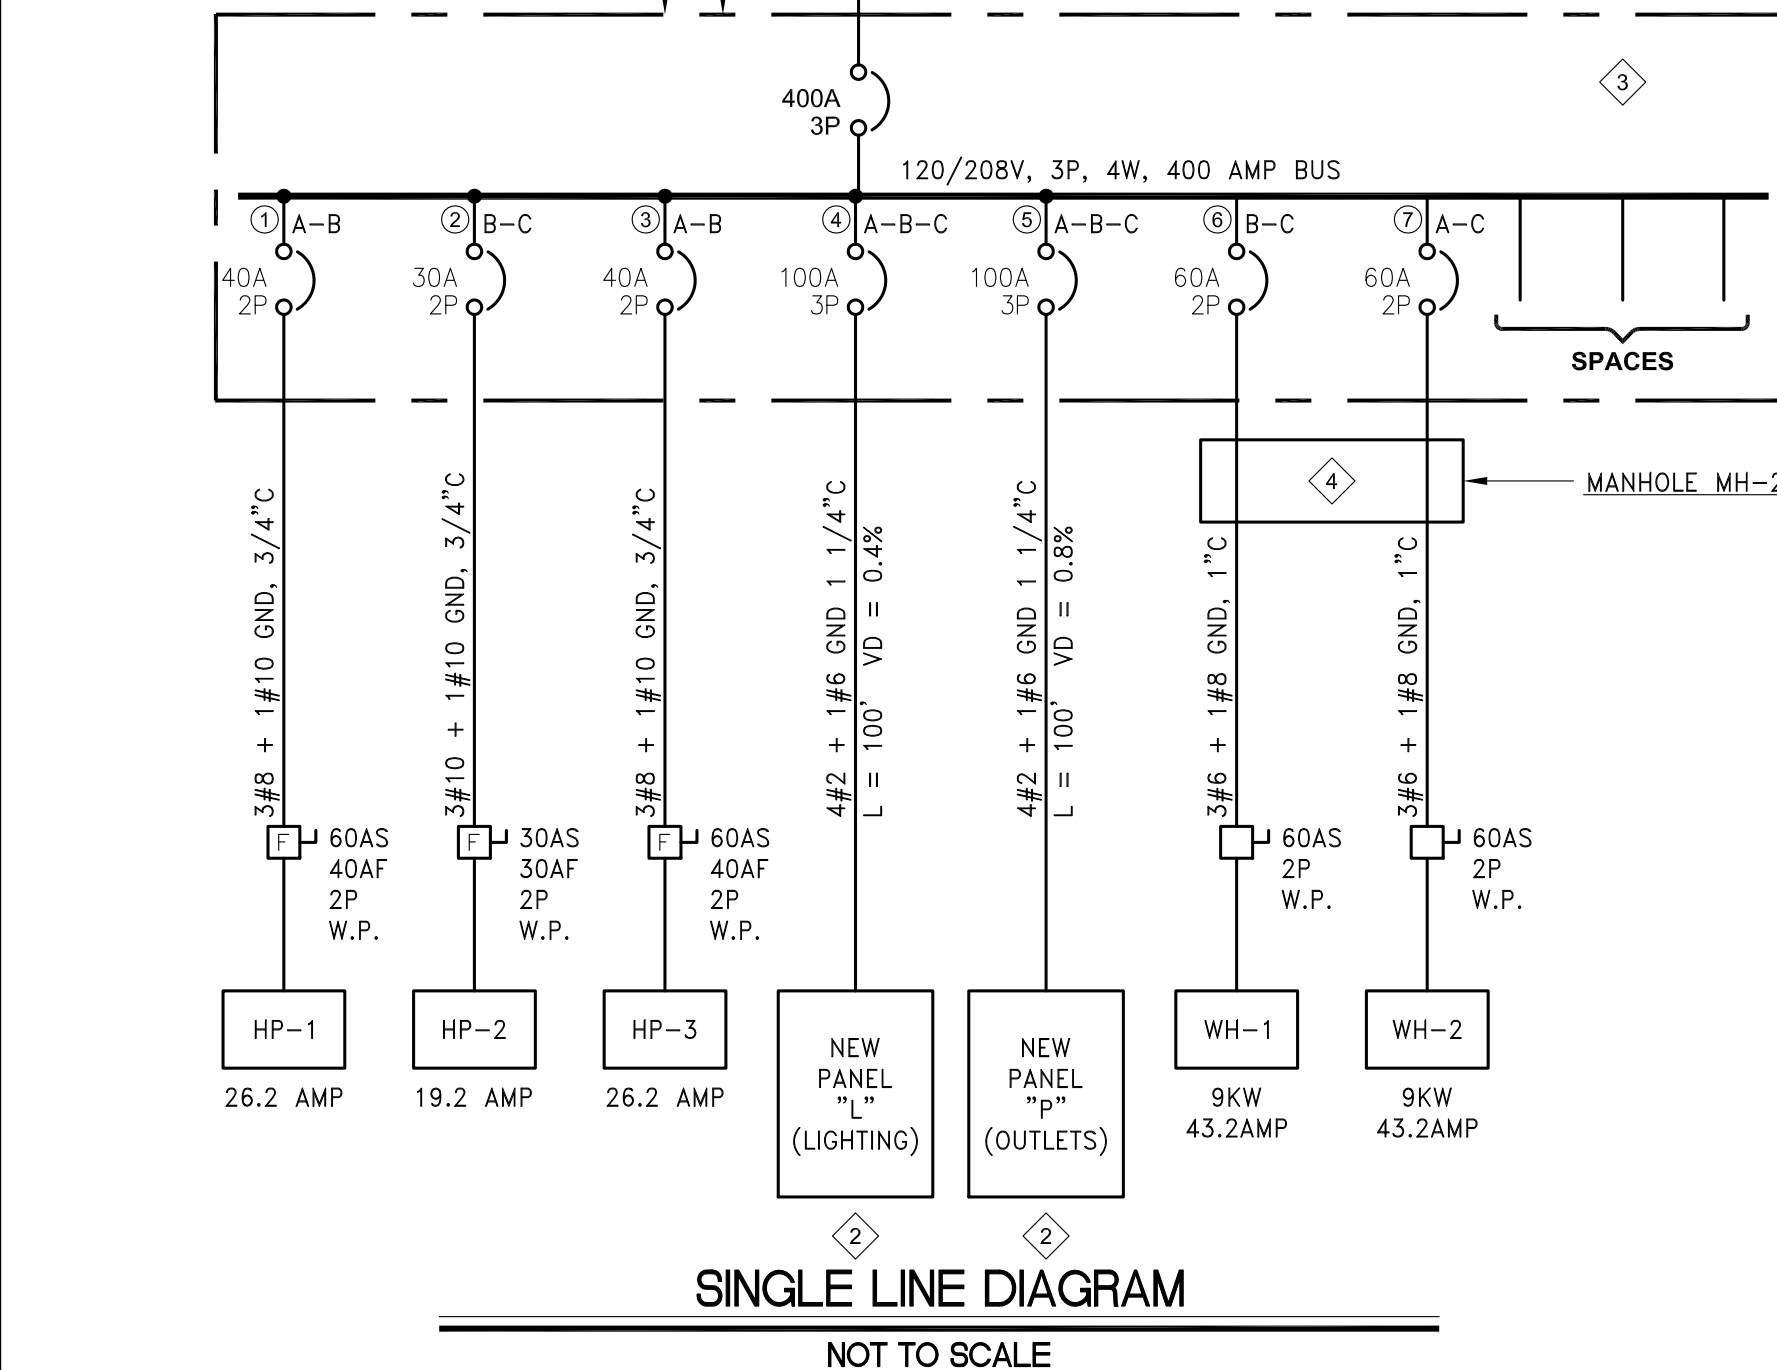 3
400A
3P
120/208V, 3P, 4W, 400 AMP BUS
1 A-B
2 B-C
3 A-B
4 A-B-C
5 A-B-C
6 B-C
7 A-C
40A
2P
30A
2P
40A
2P
100A
3P
100A
3P
60A
2P
60A
2P
SPACES
4
MANHOLE MH-2
3#8 + 1#10 GND, 3/4"C
3#10 + 1#10 GND, 3/4"C
3#8 + 1#10 GND, 3/4"C
4#2 + 1#6 GND 1 1/4"C
L = 100' VD = 0.4%
4#2 + 1#6 GND 1 1/4"C
L = 100' VD = 0.8%
3#6 + 1#8 GND, 1"C
3#6 + 1#8 GND, 1"C
F
60AS
40AF
2P
W.P.
F
30AS
30AF
2P
W.P.
F
60AS
40AF
2P
W.P.
60AS
2P
W.P.
60AS
2P
W.P.
HP-1
26.2 AMP
HP-2
19.2 AMP
HP-3
26.2 AMP
NEW
PANEL
"L"
(LIGHTING)
2
NEW
PANEL
"P"
(OUTLETS)
2
WH-1
9KW
43.2AMP
WH-2
9KW
43.2AMP
SINGLE LINE DIAGRAM
NOT TO SCALE